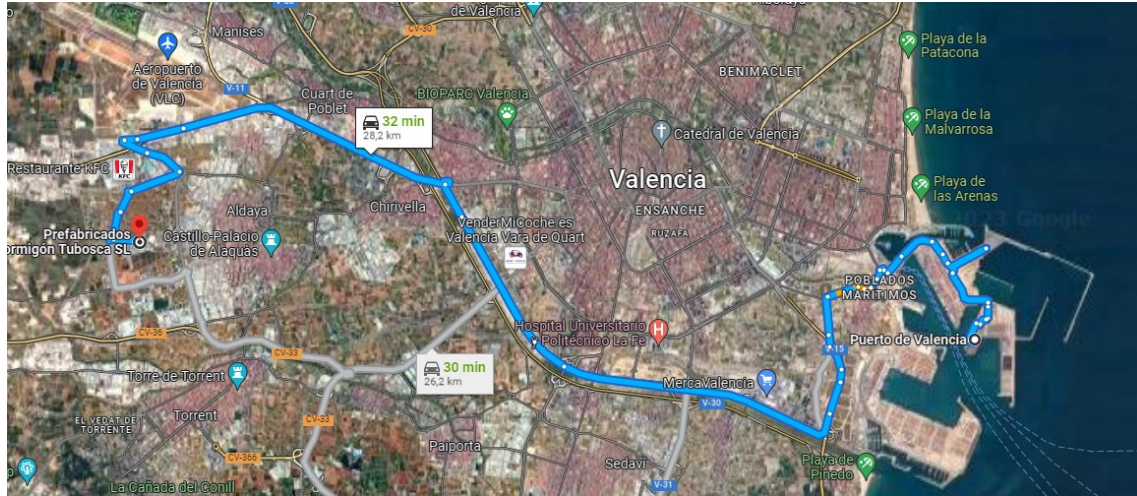 de Valencia
CV-30
Manises
Playa de la
Patacona
Aeropuerto
de Valencia
(VLC)
BENIMACLET
V-11
Cuart de
Poblet
BIOPARC Valencia
32 min
28,2 km
Playa de la
Malvarrosa
Catedral de Valencia
Restaurante KFC
KFC
Valencia
Playa de
las Arenas
Aldaya
Chirivella
ENSANCHE
Google
VenderMiCoche.es
Valencia Vara de Quart
RUZAFA
Prefabricados
ormigón Tubosca SL
Castillo-Palacio
de Alaquàs
POBLADOS
MARÍTIMOS
CV-36
Hospital Universitario
y Politécnico La Fe
H
Puerto de Valencia
V-15
CV-33
30 min
26,2 km
Torre de Torrent
MercaValencia
V-30
EL VEDAT DE
TORRENTE
Torrent
CV-33
Paiporta
CV-366
Sedaví
Playa de
Pinedo
La Cañada del Conill
V-31